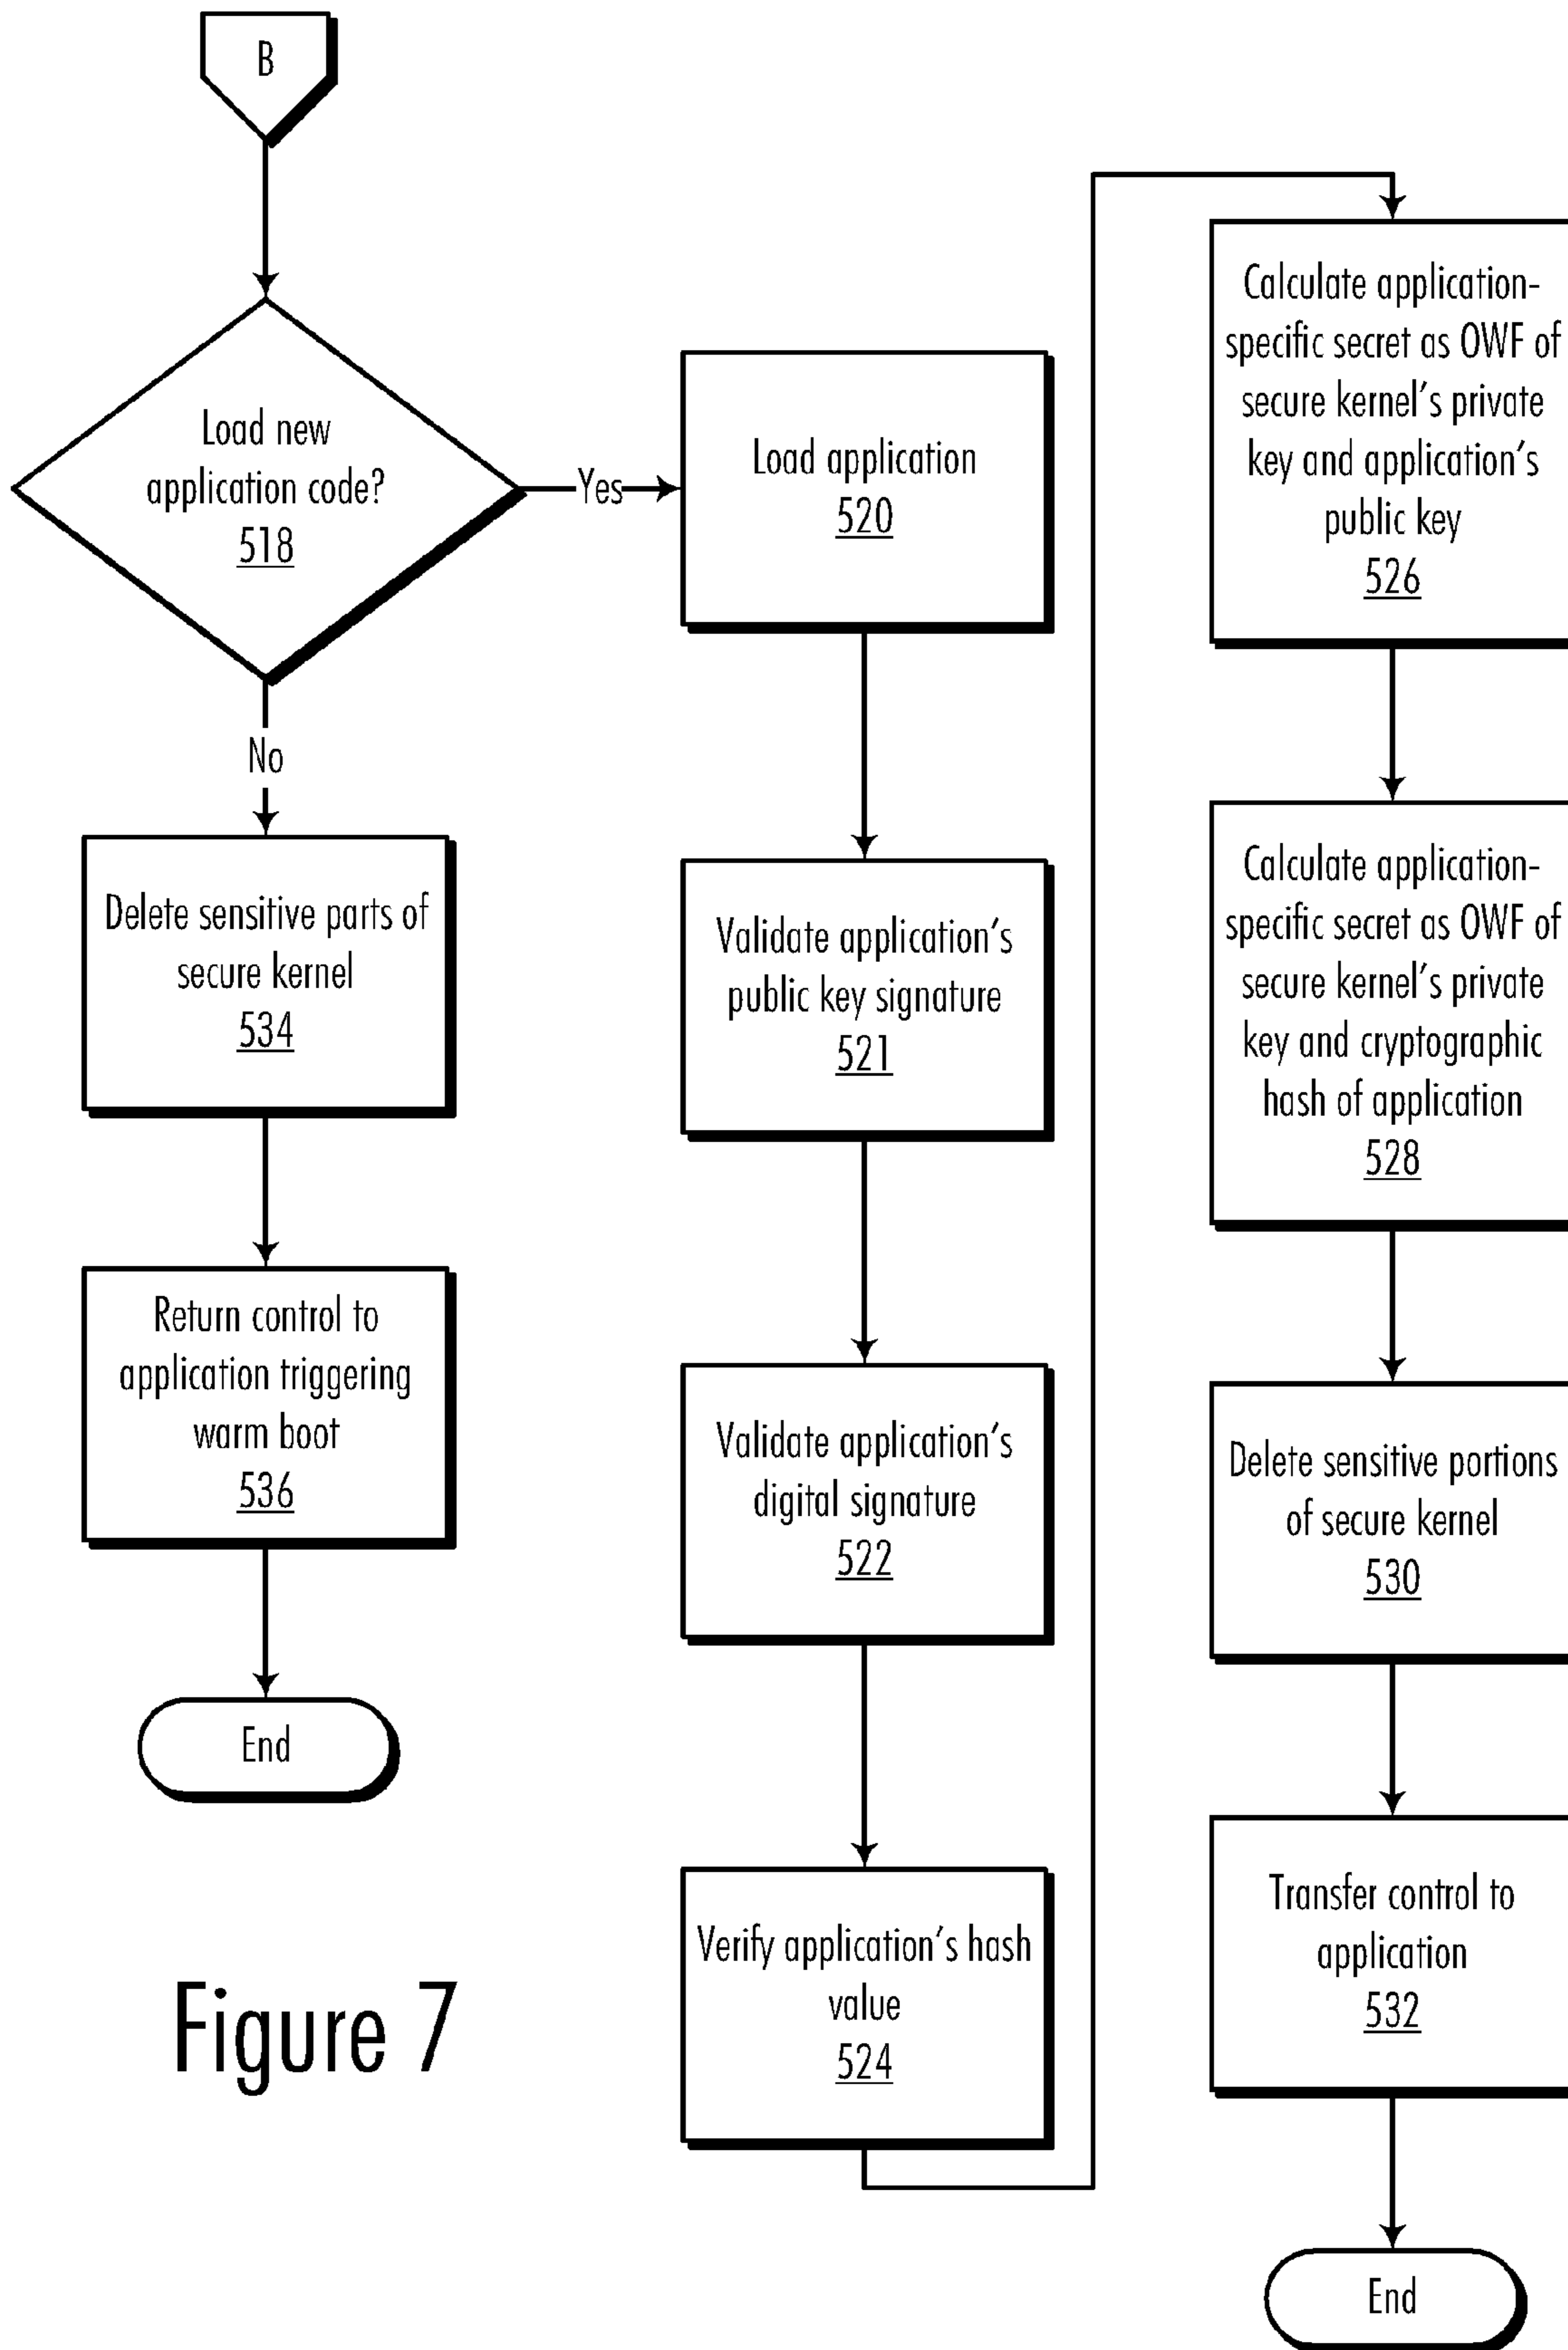 B
Load new
application code?
518
Yes
No
Delete sensitive parts of
secure kernel
534
Return control to
application triggering
warm boot
536
End
Load application
520
Validate application's
public key signature
521
Validate application's
digital signature
522
Verify application's hash
value
524
Calculate application-
specific secret as OWF of
secure kernel's private
key and application's
public key
526
Calculate application-
specific secret as OWF of
secure kernel's private
key and cryptographic
hash of application
528
Delete sensitive portions
of secure kernel
530
Transfer control to
application
532
End
Figure 7